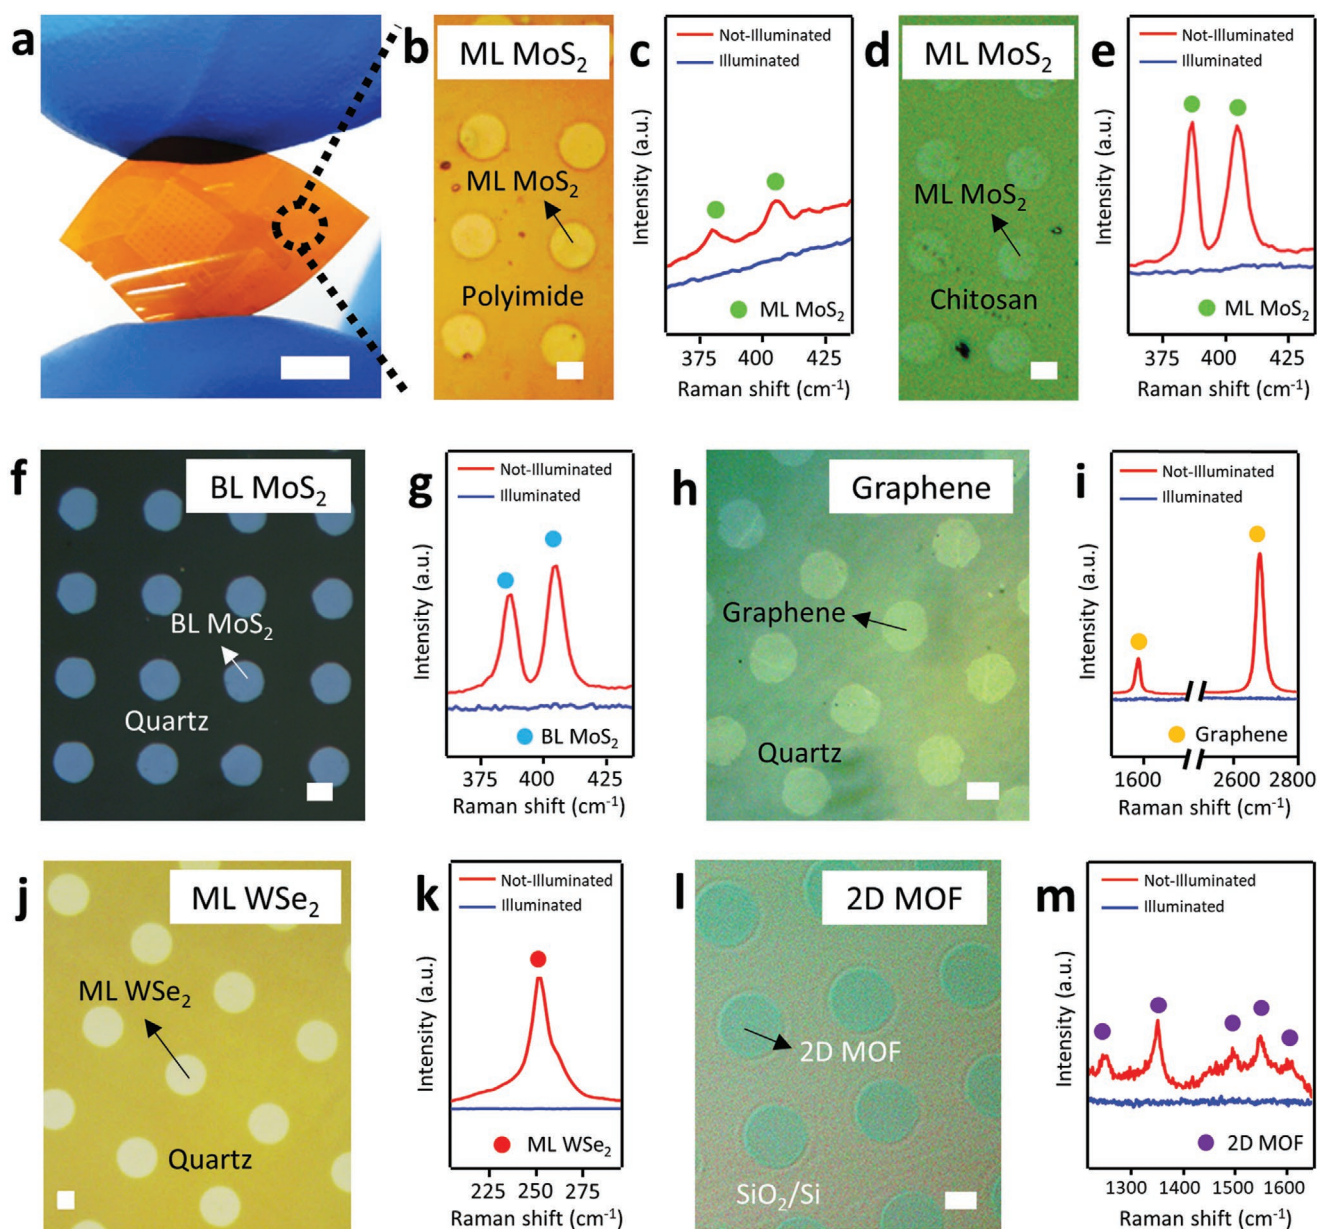 a
b
ML MoS₂
ML MoS₂
Polyimide
c
Not-Illuminated
Illuminated
Intensity (a.u.)
ML MoS₂
375 400 425
Raman shift (cm⁻¹)
d
ML MoS₂
ML MoS₂
Chitosan
e
Not-Illuminated
Illuminated
Intensity (a.u.)
ML MoS₂
375 400 425
Raman shift (cm⁻¹)
f
BL MoS₂
BL MoS₂
Quartz
g
Not-Illuminated
Illuminated
Intensity (a.u.)
BL MoS₂
375 400 425
Raman shift (cm⁻¹)
h
Graphene
Graphene
Quartz
i
Not-Illuminated
Illuminated
Intensity (a.u.)
Graphene
1600 2600 2800
Raman shift (cm⁻¹)
j
ML WSe₂
ML WSe₂
Quartz
k
Not-Illuminated
Illuminated
Intensity (a.u.)
ML WSe₂
225 250 275
Raman shift (cm⁻¹)
l
2D MOF
2D MOF
SiO₂/Si
m
Not-Illuminated
Illuminated
Intensity (a.u.)
2D MOF
1300 1400 1500 1600
Raman shift (cm⁻¹)